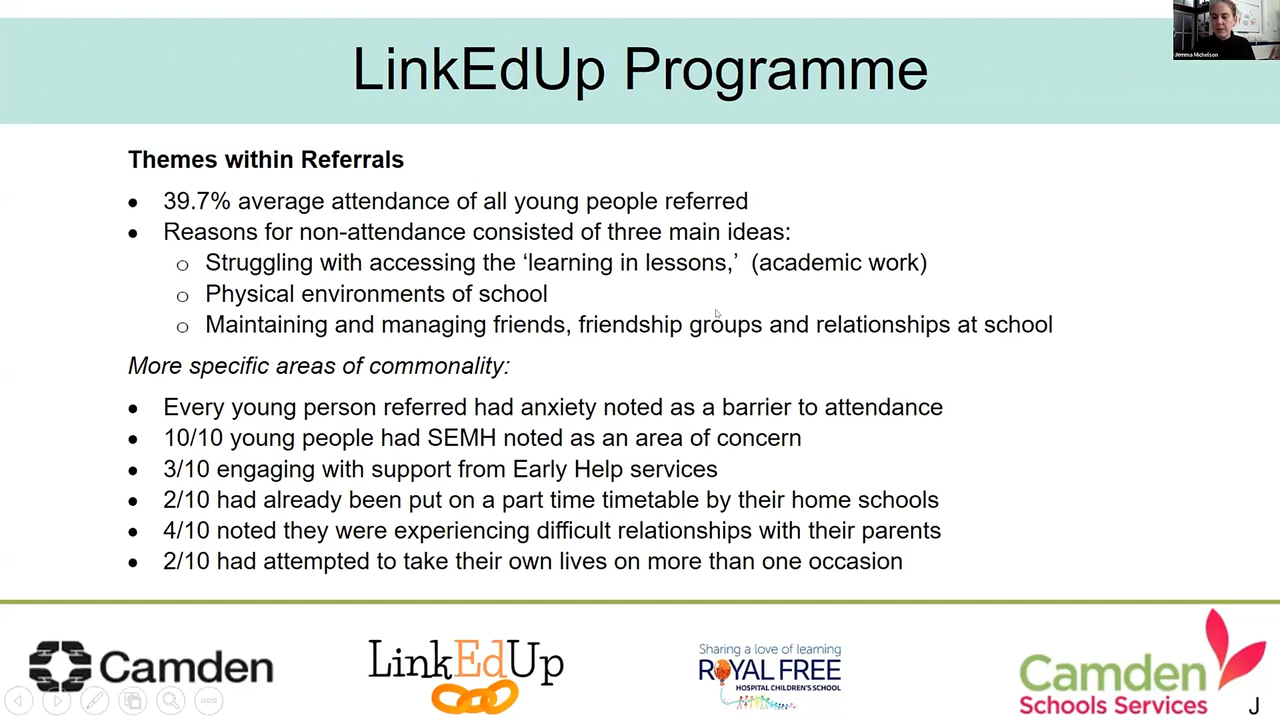 LinkEdUp Programme
Jemma Michelson
Themes within Referrals
• 39.7% average attendance of all young people referred
• Reasons for non-attendance consisted of three main ideas:
o Struggling with accessing the ‘learning in lessons,’ (academic work)
o Physical environments of school
o Maintaining and managing friends, friendship groups and relationships at school
More specific areas of commonality:
• Every young person referred had anxiety noted as a barrier to attendance
• 10/10 young people had SEMH noted as an area of concern
• 3/10 engaging with support from Early Help services
• 2/10 had already been put on a part time timetable by their home schools
• 4/10 noted they were experiencing difficult relationships with their parents
• 2/10 had attempted to take their own lives on more than one occasion
Camden
LinkEdUp
Sharing a love of learning
ROYAL FREE
HOSPITAL CHILDREN'S SCHOOL
Camden
Schools Services
J